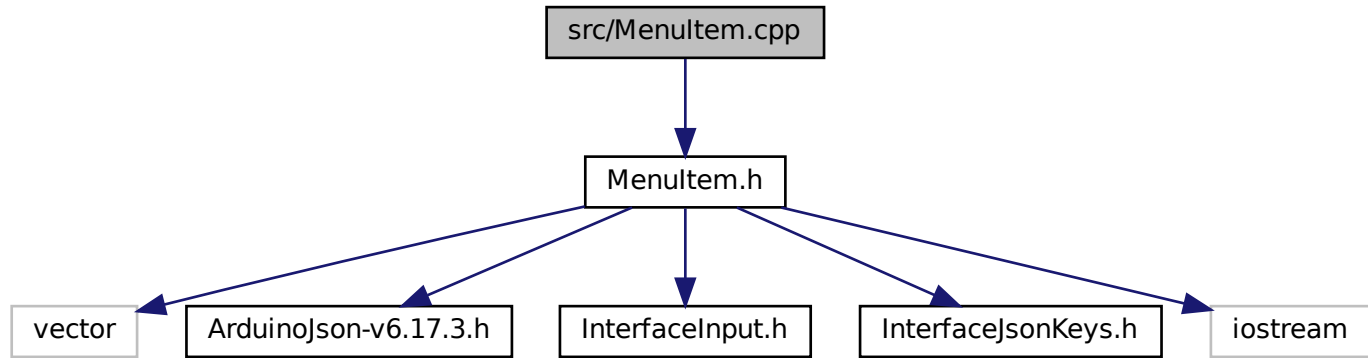 src/MenuItem.cpp
MenuItem.h
vector
ArduinoJson-v6.17.3.h
InterfaceInput.h
InterfaceJsonKeys.h
iostream